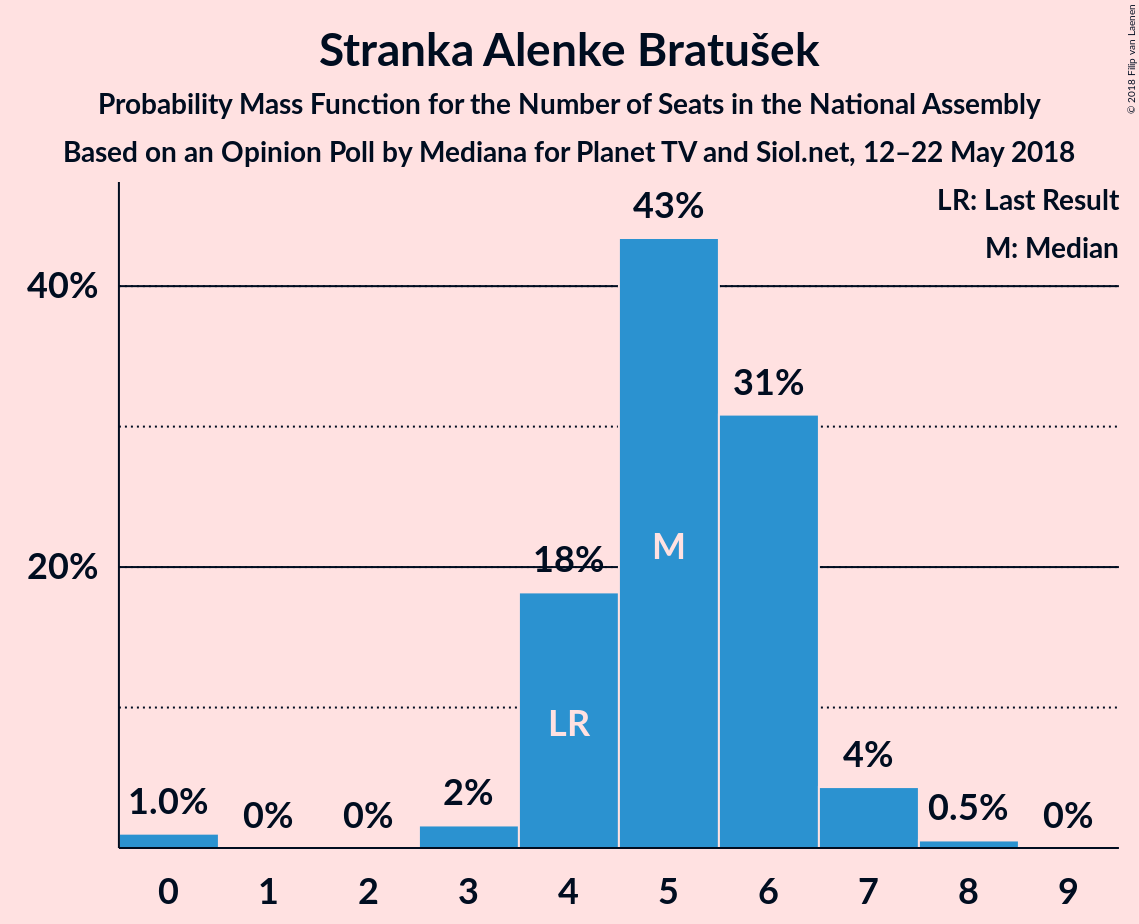 Stranka Alenke Bratušek
Probability Mass Function for the Number of Seats in the National Assembly
Based on an Opinion Poll by Mediana for Planet TV and Siol.net, 12–22 May 2018
© 2018 Filip van Laenen
LR: Last Result
M: Median
40%
20%
1.0%
0%
0%
2%
18%
43%
31%
4%
0.5%
0%
LR
M
0 1 2 3 4 5 6 7 8 9